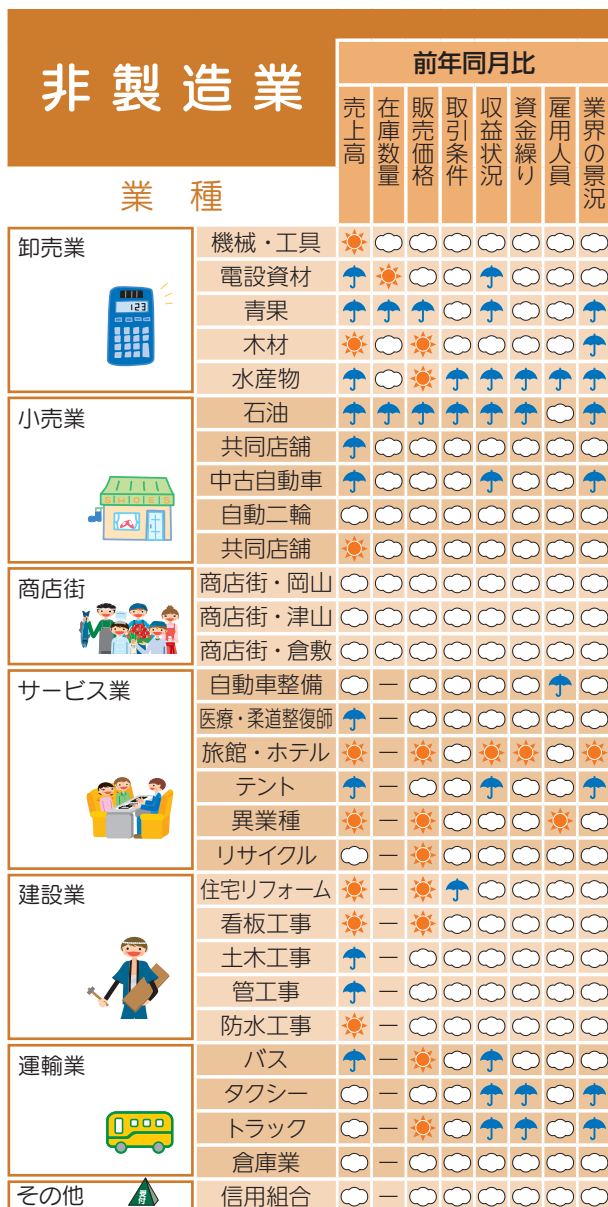 非製造業
前年同月比
業種
売上高
在庫数量
販売価格
取引条件
収益状況
資金繰り
雇用人員
業界の景況
卸売業
123
機械・工具
電設資材
青果
木材
水産物
小売業
SHOES
石油
共同店舗
中古自動車
自動二輪
共同店舗
商店街
商店街・岡山
商店街・津山
商店街・倉敷
サービス業
自動車整備 －
医療・柔道整復師 －
旅館・ホテル －
テント －
異業種 －
リサイクル －
建設業
住宅リフォーム －
看板工事 －
土木工事 －
管工事 －
防水工事 －
運輸業
バス －
タクシー －
トラック －
倉庫業 －
その他
受付
信用組合 －